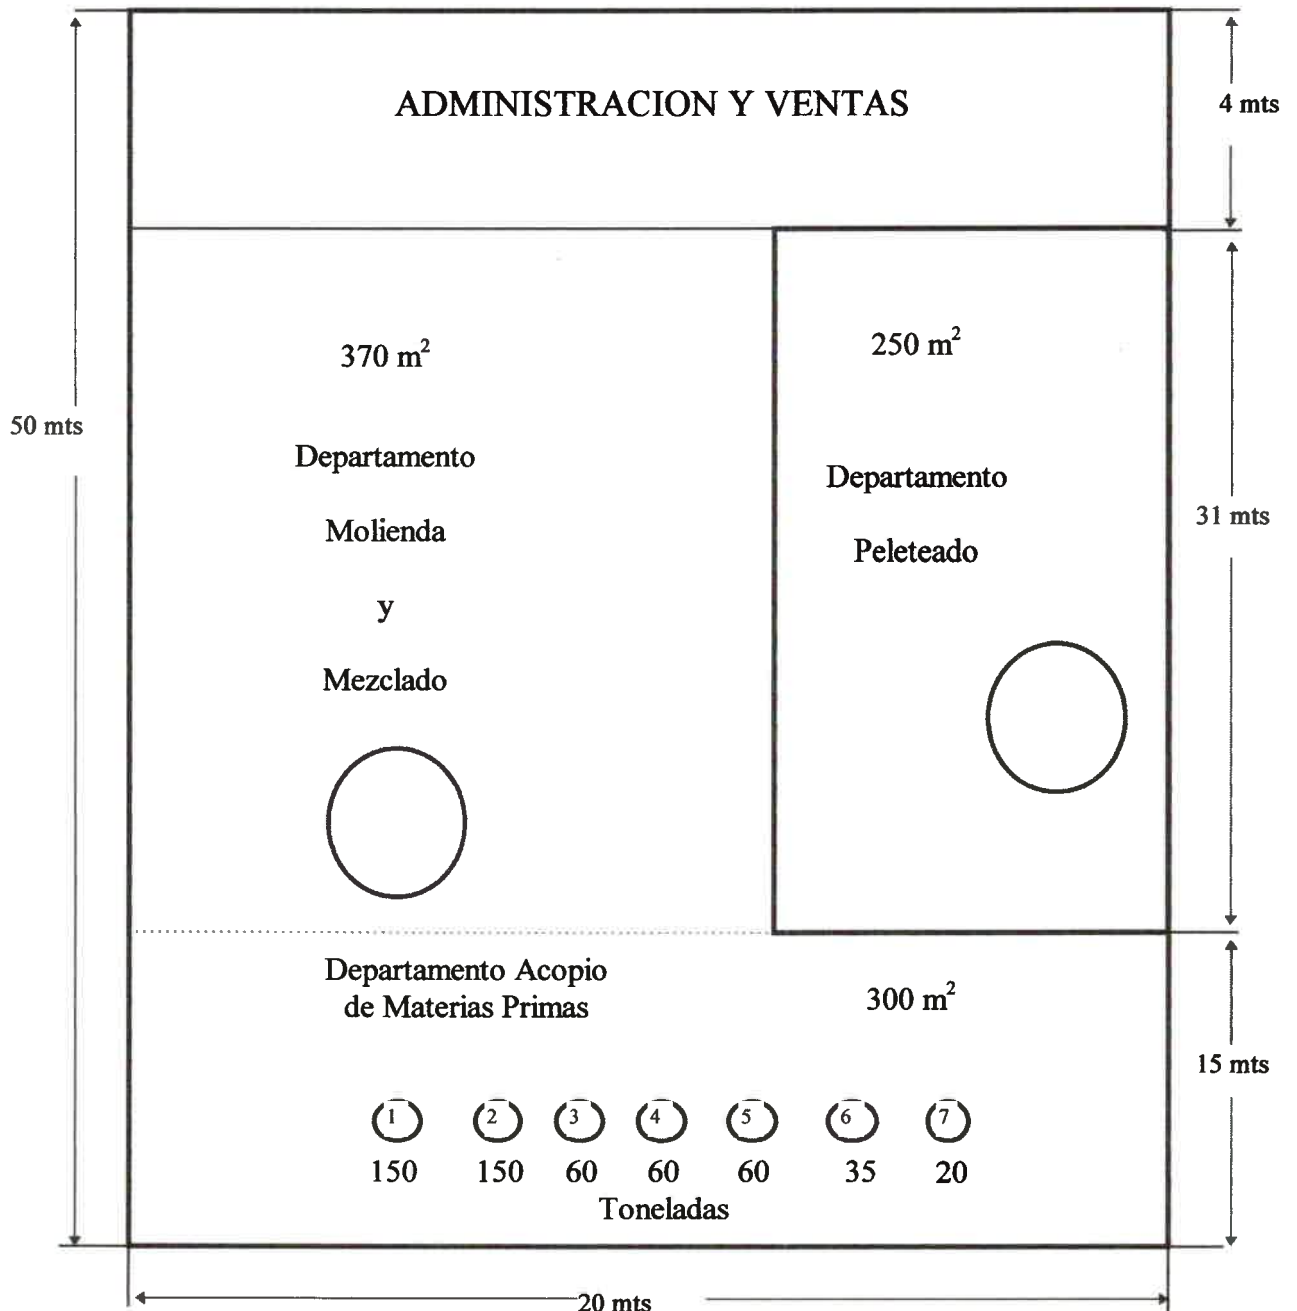 ADMINISTRACION Y VENTAS
4 mts
370 m²
250 m²
50 mts
Departamento
Molienda
y
Mezclado
Departamento
Peleteado
31 mts
Departamento Acopio
de Materias Primas
300 m²
15 mts
1 2 3 4 5 6 7
150 150 60 60 60 35 20
Toneladas
20 mts